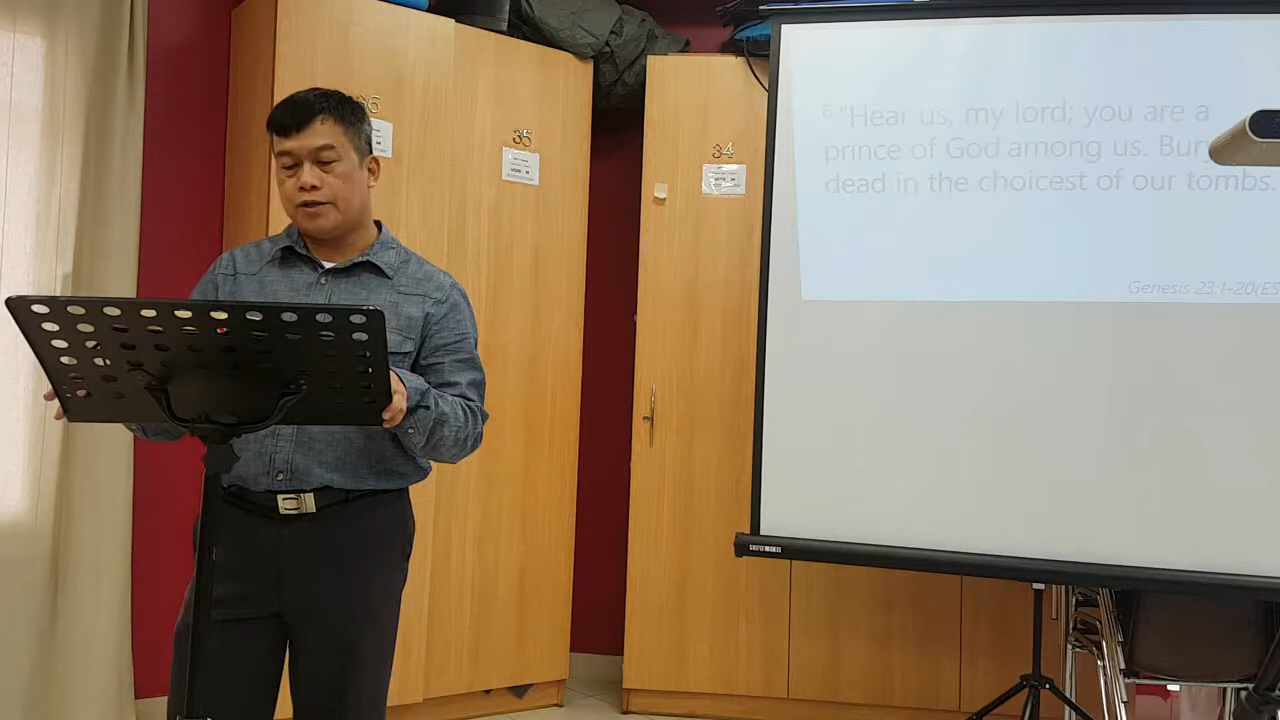 36
35
34
6 "Hear us, my lord; you are a
prince of God among us. Bury
dead in the choicest of our tombs.
Genesis 23:1-20(ES